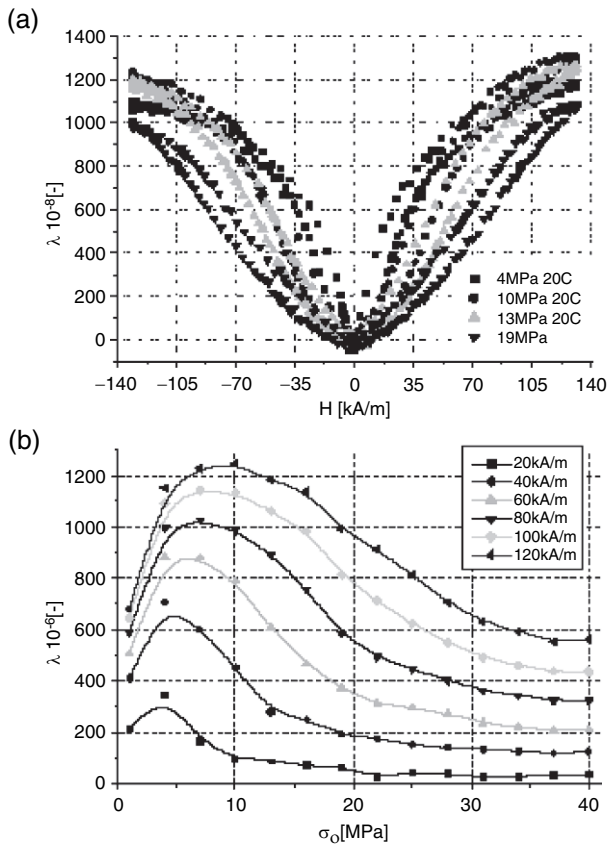 (a)
1400
1200
1000
800
600
400
200
0
λ 10⁻⁸[-]
4MPa 20C
10MPa 20C
13MPa 20C
19MPa
−140 −105 −70 −35 0 35 70 105 140
H [kA/m]
(b)
1200
1000
800
600
400
200
0
λ 10⁻⁶[-]
20kA/m
40kA/m
60kA/m
80kA/m
100kA/m
120kA/m
0 10 20 30 40
σ₀[MPa]